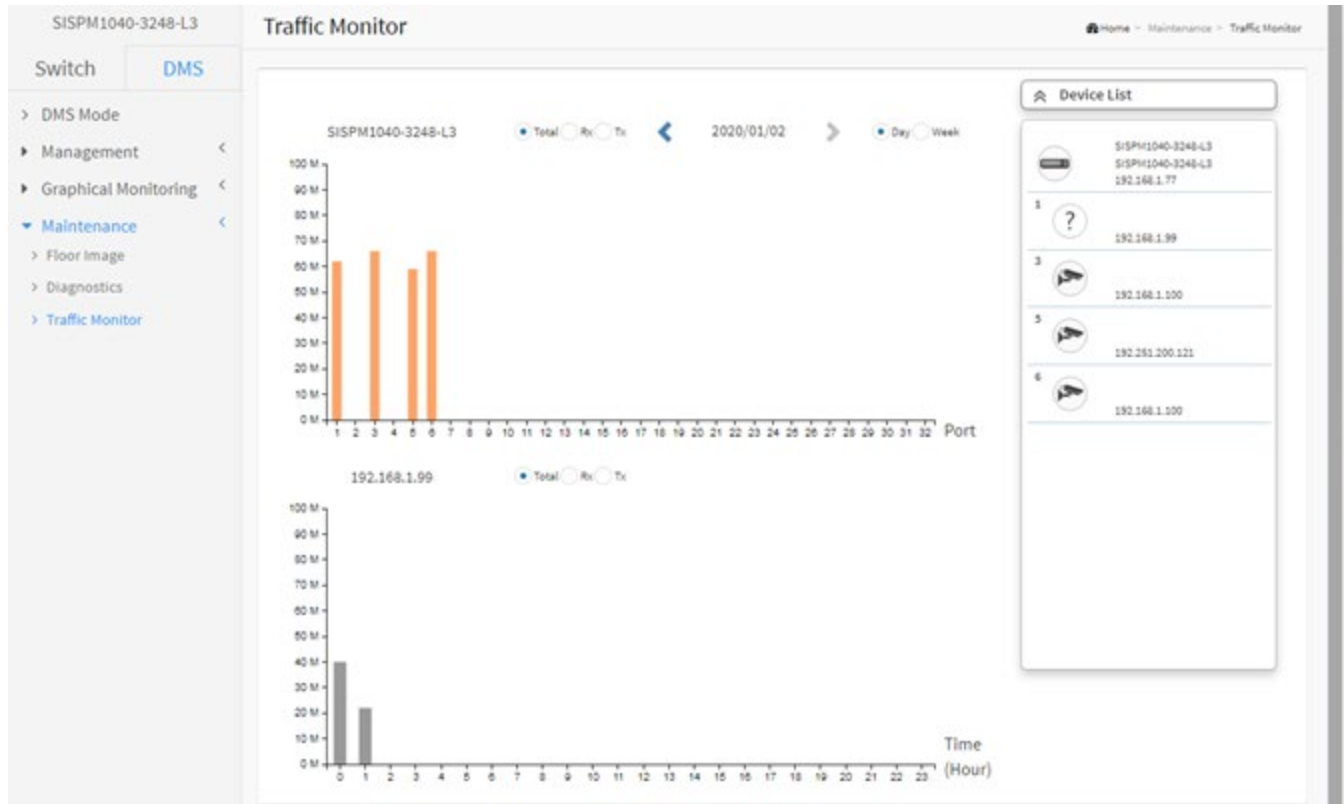 SISPM1040-3248-L3
Switch DMS
> DMS Mode
Management
Graphical Monitoring
Maintenance
> Floor Image
> Diagnostics
> Traffic Monitor
Traffic Monitor
Home > Maintenance > Traffic Monitor
SISPM1040-3248-L3 Total Rx Tx 2020/01/02 Day Week
100 M
90 M
80 M
70 M
60 M
50 M
40 M
30 M
20 M
10 M
0 M
1 2 3 4 5 6 7 8 9 10 11 12 13 14 15 16 17 18 19 20 21 22 23 24 25 26 27 28 29 30 31 32 Port
192.168.1.99 Total Rx Tx
100 M
90 M
80 M
70 M
60 M
50 M
40 M
30 M
20 M
10 M
0 M
0 1 2 3 4 5 6 7 8 9 10 11 12 13 14 15 16 17 18 19 20 21 22 23
Time
(Hour)
Device List
SISPM1040-3248-L3
SISPM1040-3248-L3
192.168.1.77
1 ?
192.168.1.99
3
192.168.1.100
5
192.251.200.121
6
192.168.1.100